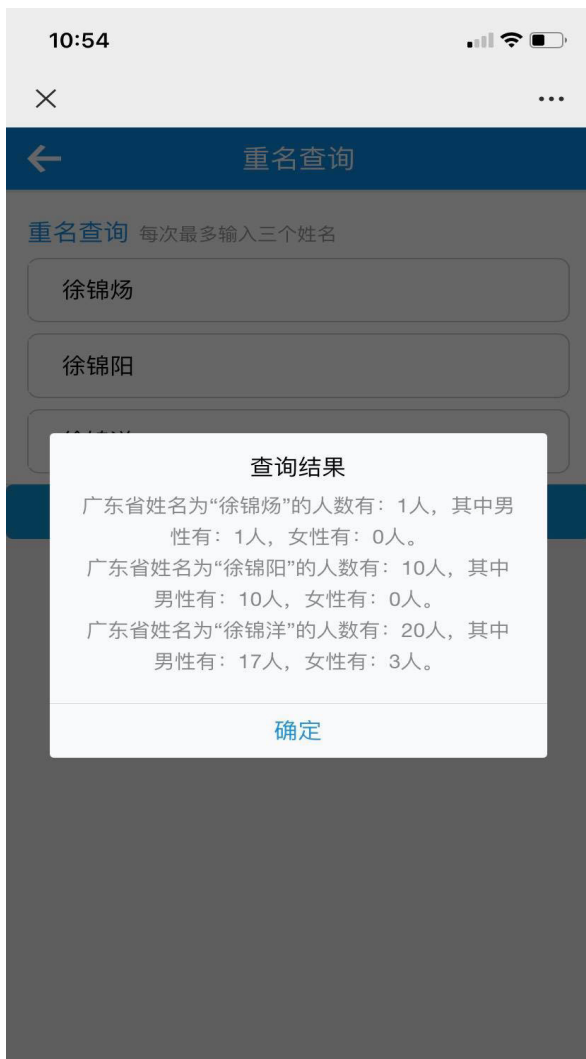 10:54
重名查询
重名查询 每次最多输入三个姓名
徐锦炀
徐锦阳
查询结果
广东省姓名为“徐锦炀”的人数有：1人，其中男
性有：1人，女性有：0人。
广东省姓名为“徐锦阳”的人数有：10人，其中
男性有：10人，女性有：0人。
广东省姓名为“徐锦洋”的人数有：20人，其中
男性有：17人，女性有：3人。
确定